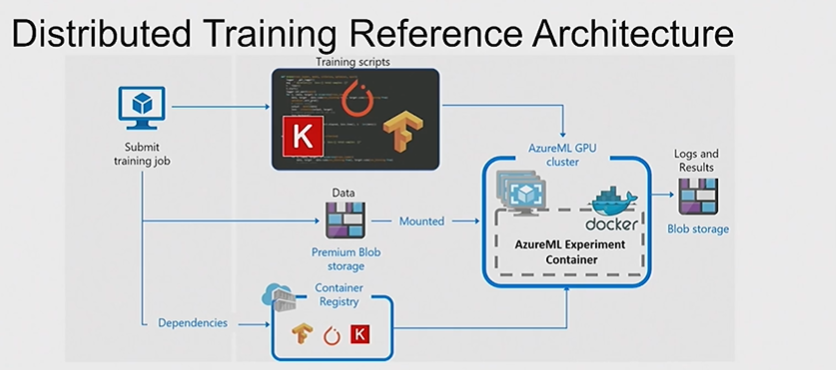 Distributed Training Reference Architecture
Training scripts
Submit
training job
K
AzureML GPU
cluster
Logs and
Results
Data
Mounted
docker
Blob storage
AzureML Experiment
Container
Premium Blob
storage
Container
Registry
Dependencies
K